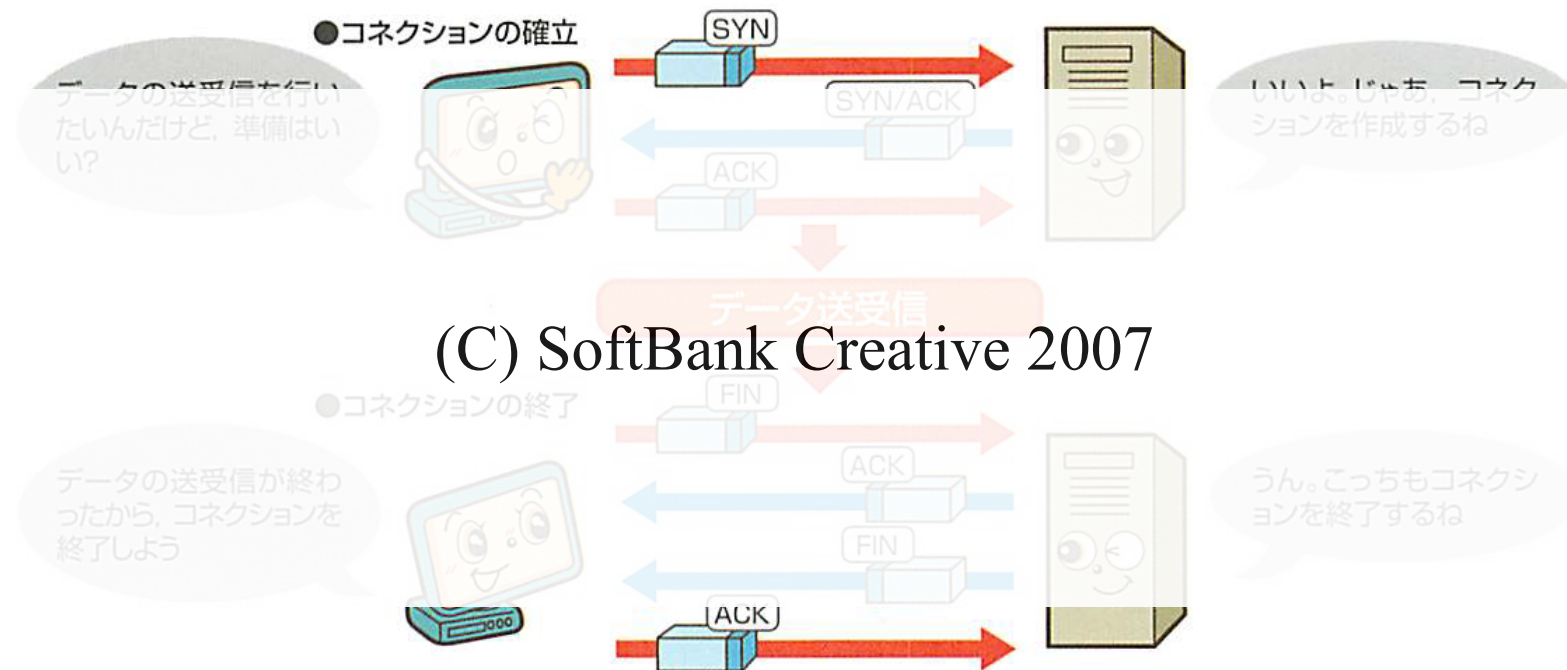 ●コネクションの確立
SYN
データの送受信を行い
たいんだけど, 準備はい
い?
SYN/ACK
いいよ。じゃあ, コネク
ションを作成するね
ACK
データ送受信
(C) SoftBank Creative 2007
●コネクションの終了
FIN
データの送受信が終わ
ったから, コネクションを
終了しよう
ACK
うん。こっちもコネクシ
ョンを終了するね
FIN
ACK